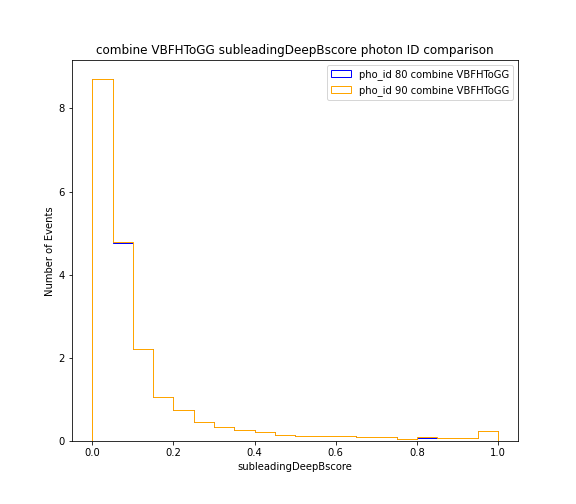 combine VBFHToGG subleadingDeepBscore photon ID comparison
pho_id 80 combine VBFHToGG
pho_id 90 combine VBFHToGG
Number of Events
8
6
4
2
0
0.0 0.2 0.4 0.6 0.8 1.0
subleadingDeepBscore